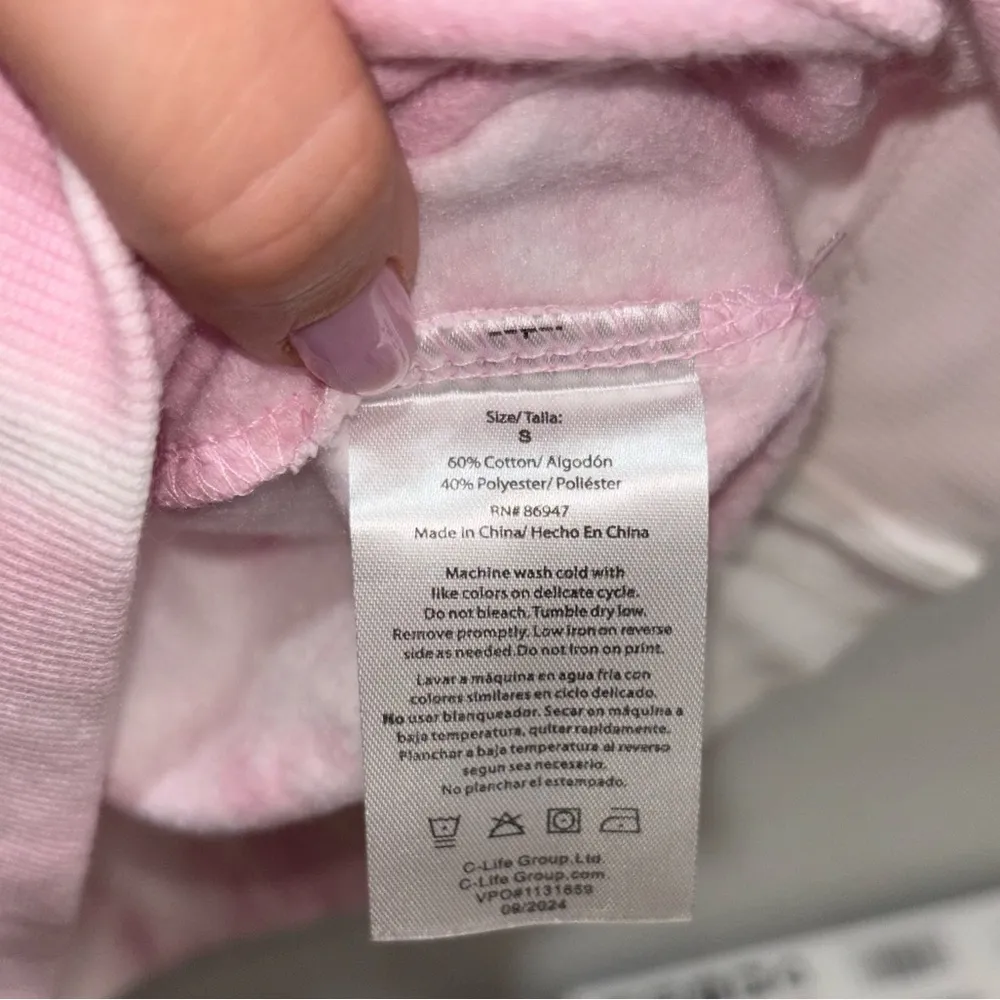 Size/Talla:
S
60% Cotton/ Algodón
40% Polyester/ Poliéster
RN# 86947
Made in China/ Hecho En China
Machine wash cold with
like colors on delicate cycle.
Do not bleach. Tumble dry low.
Remove promptly. Low iron on reverse
side as needed.Do not iron on print.
Lavar a máquina en agua fria con
colores similares en ciclo delicado.
No usar blanqueador. Secar en máquina a
baja temperatura, quitar rapidamente.
Planchar a baja temperatura al reverso
segun sea necesario.
No planchar el estampado.
C-Life Group.Ltd.
C-Life Group.com
VPO#1131659
09/2024